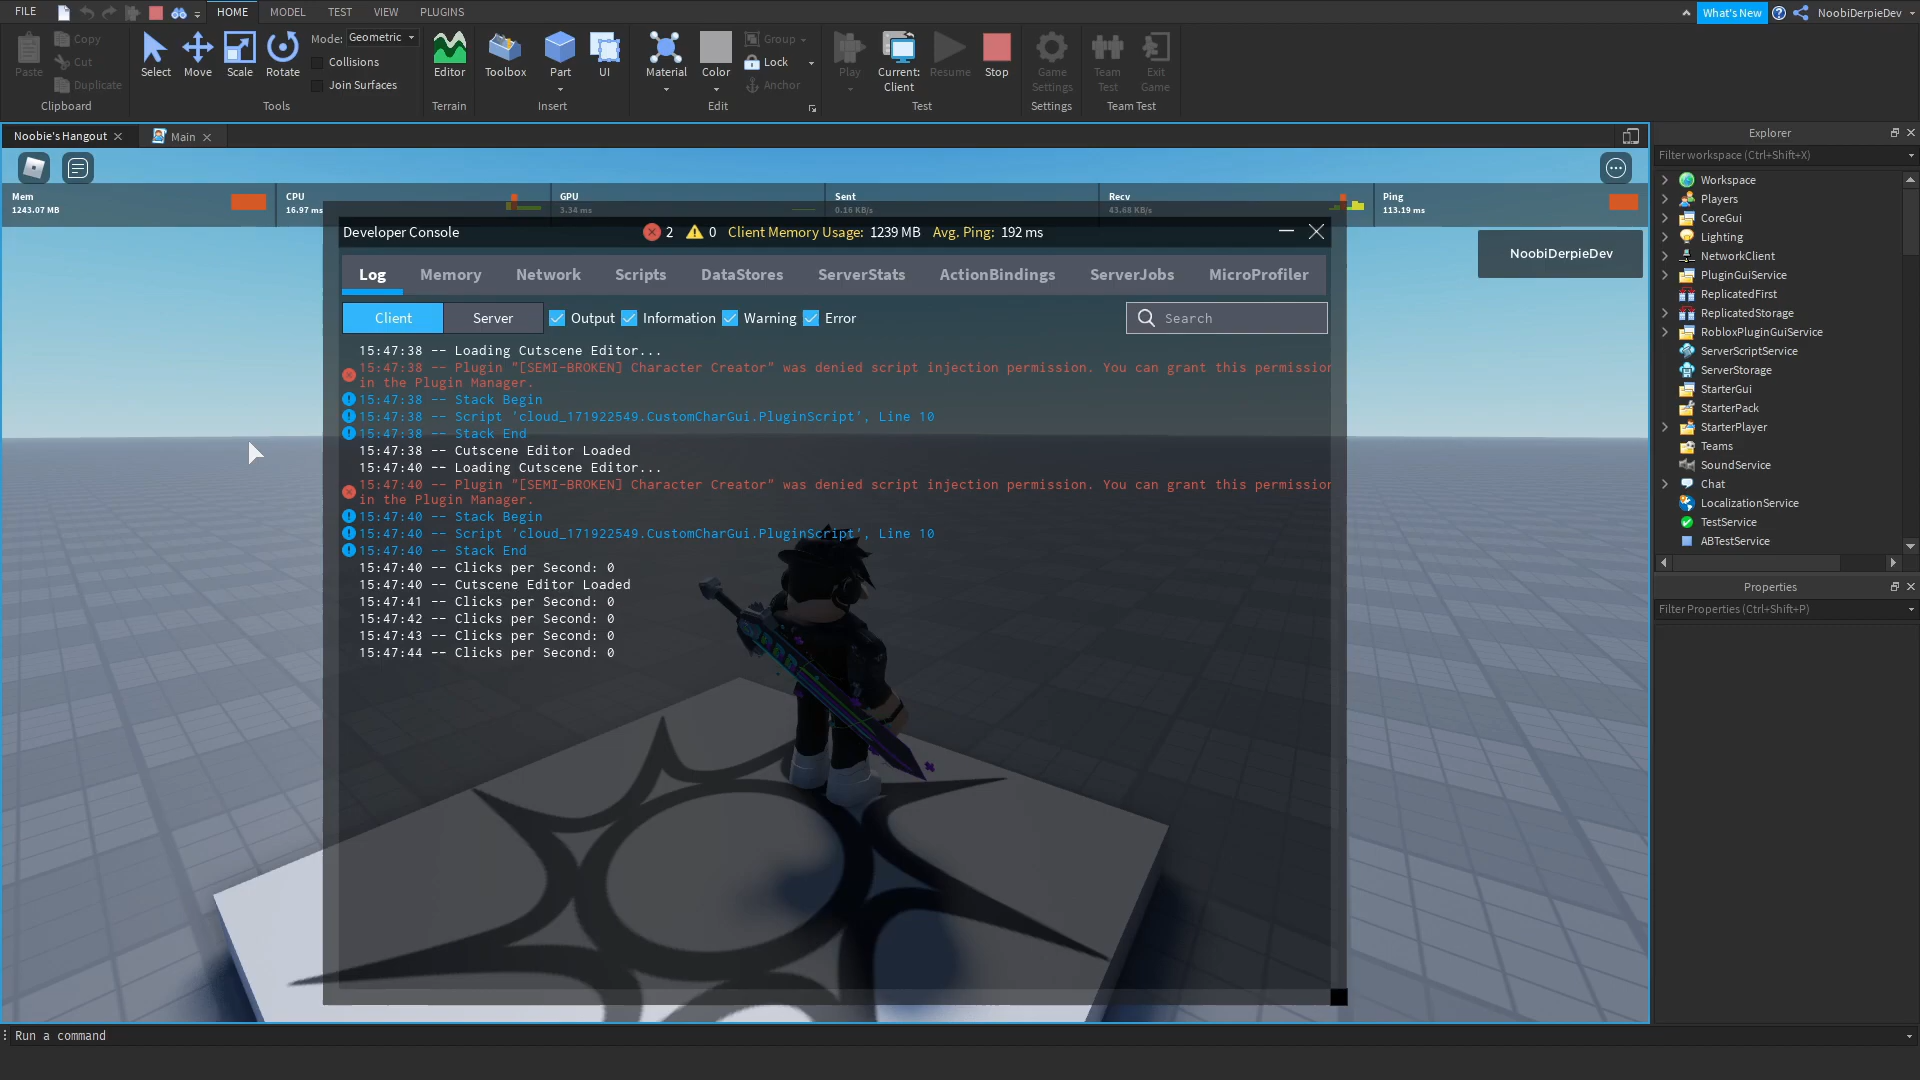 FILE HOME MODEL TEST VIEW PLUGINS What's New NoobiDerpieDev
Paste Copy Cut Duplicate Clipboard
Select Move Scale Rotate Mode: Geometric Collisions Join Surfaces Tools
Editor Terrain
Toolbox Part UI Insert
Material Color Group Lock Anchor Edit
Play Current: Client Resume Stop Test
Game Settings Settings
Team Test Exit Game Team Test
Noobie's Hangout Main
Mem 1243.07 MB
CPU 16.97 ms
GPU 3.34 ms
Sent 0.16 KB/s
Recv 43.68 KB/s
Ping 113.19 ms
NoobiDerpieDev
Developer Console 2 0 Client Memory Usage: 1239 MB Avg. Ping: 192 ms
Log Memory Network Scripts DataStores ServerStats ActionBindings ServerJobs MicroProfiler
Client Server Output Information Warning Error Search
15:47:38 -- Loading Cutscene Editor...
15:47:38 -- Plugin "[SEMI-BROKEN] Character Creator" was denied script injection permission. You can grant this permission
in the Plugin Manager.
15:47:38 -- Stack Begin
15:47:38 -- Script 'cloud_171922549.CustomCharGui.PluginScript', Line 10
15:47:38 -- Stack End
15:47:38 -- Cutscene Editor Loaded
15:47:40 -- Loading Cutscene Editor...
15:47:40 -- Plugin "[SEMI-BROKEN] Character Creator" was denied script injection permission. You can grant this permission
in the Plugin Manager.
15:47:40 -- Stack Begin
15:47:40 -- Script 'cloud_171922549.CustomCharGui.PluginScript', Line 10
15:47:40 -- Stack End
15:47:40 -- Clicks per Second: 0
15:47:40 -- Cutscene Editor Loaded
15:47:41 -- Clicks per Second: 0
15:47:42 -- Clicks per Second: 0
15:47:43 -- Clicks per Second: 0
15:47:44 -- Clicks per Second: 0
Explorer
Filter workspace (Ctrl+Shift+X)
Workspace
Players
CoreGui
Lighting
NetworkClient
PluginGuiService
ReplicatedFirst
ReplicatedStorage
RobloxPluginGuiService
ServerScriptService
ServerStorage
StarterGui
StarterPack
StarterPlayer
Teams
SoundService
Chat
LocalizationService
TestService
ABTestService
Properties
Filter Properties (Ctrl+Shift+P)
Run a command